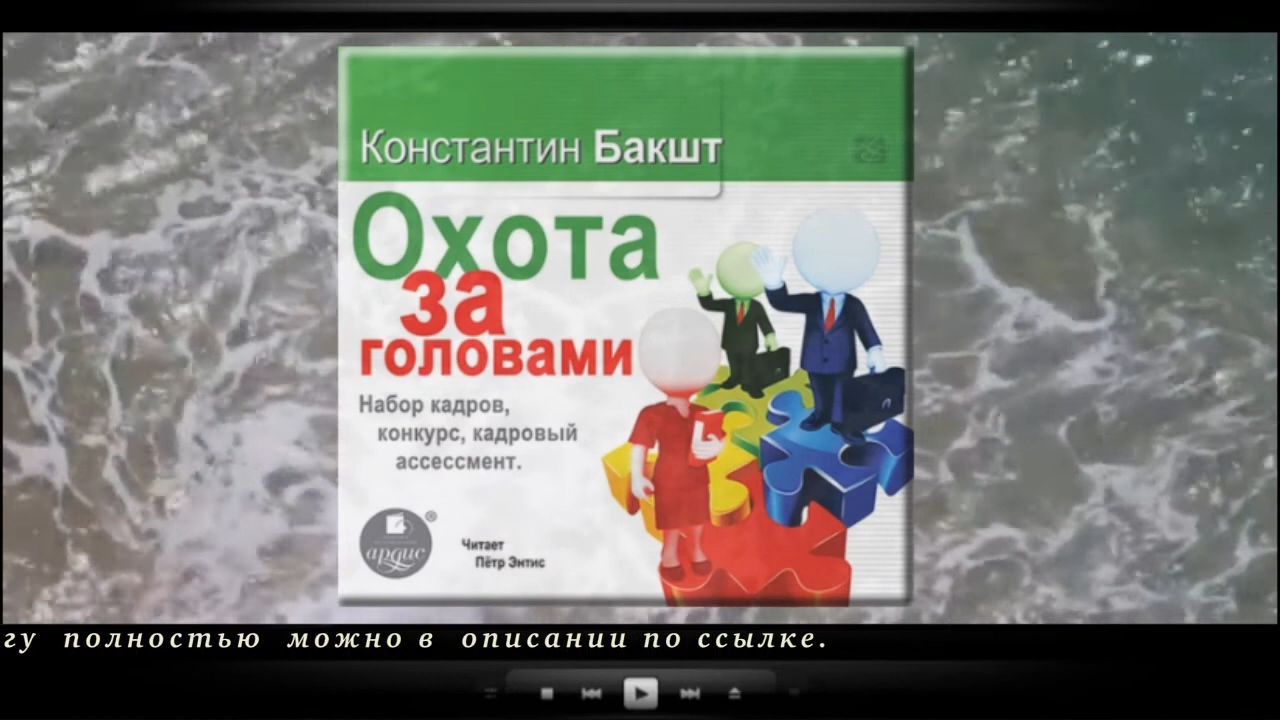 Константин Бакшт
Охота
за
головами
Набор кадров,
конкурс, кадровый
ассессмент.
ардис
®
Читает
Пётр Энтис
гу полностью можно в описании по ссылке.